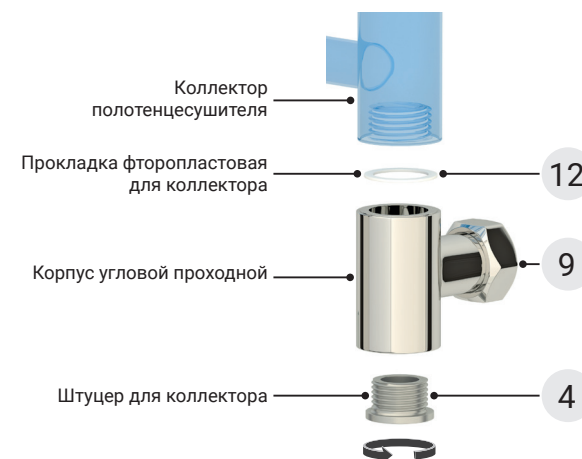 Коллектор
полотенцесушителя
Прокладка фторопластовая
для коллектора
12
Корпус угловой проходной
9
Штуцер для коллектора
4